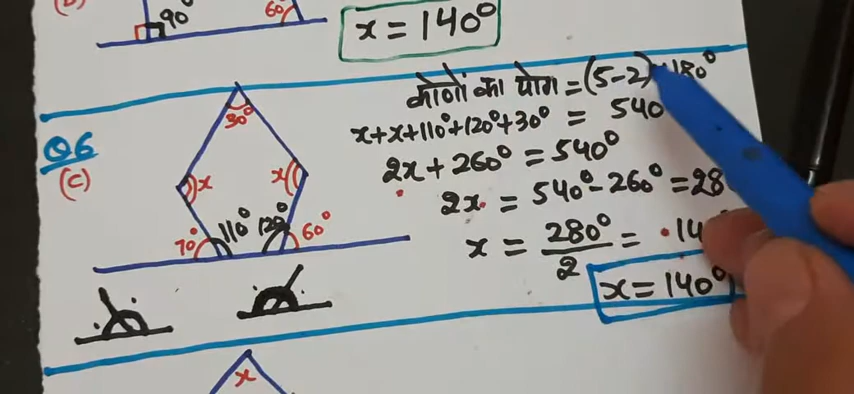 90° 60°
x = 140°
Q6
(C)
30°
x x
70° 110° 120° 60°
कोणों का योग = (5-2) 180°
x+x+110°+120°+30° = 540
2x + 260° = 540°
2x = 540° - 260° = 28
x = 280°/2 = 14
x = 140°
x